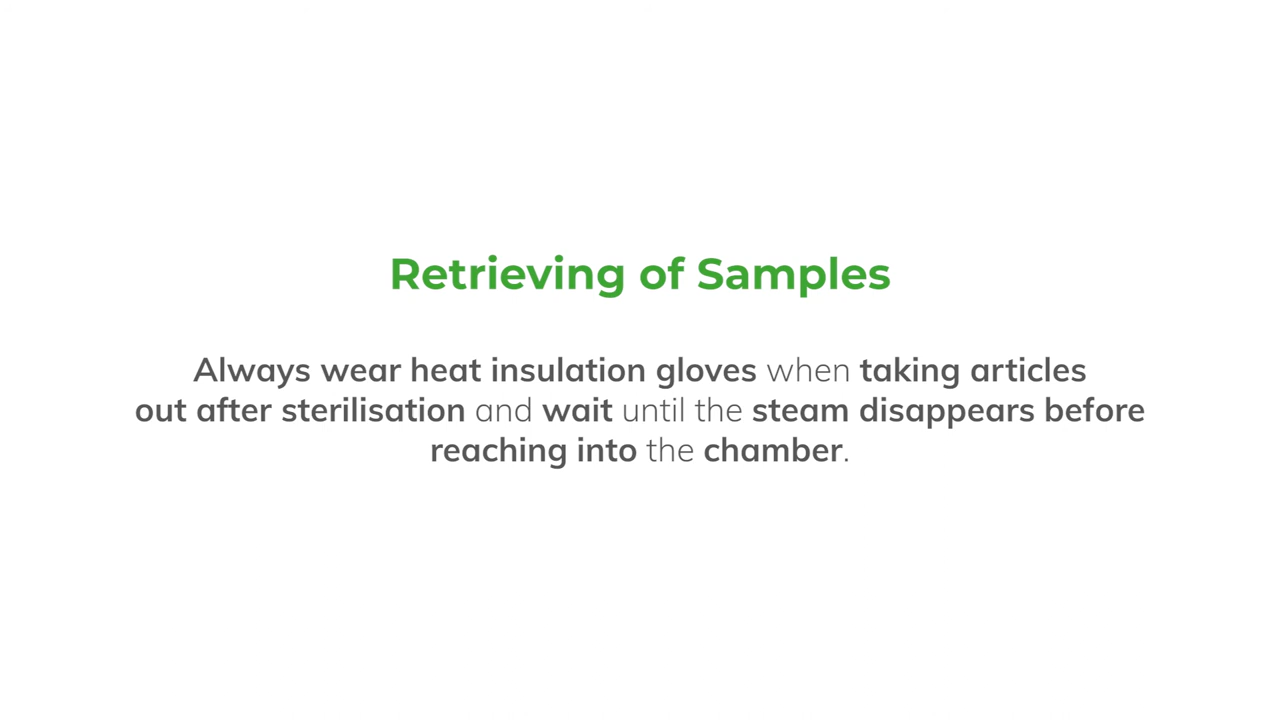 Retrieving of Samples
Always wear heat insulation gloves when taking articles
out after sterilisation and wait until the steam disappears before
reaching into the chamber.